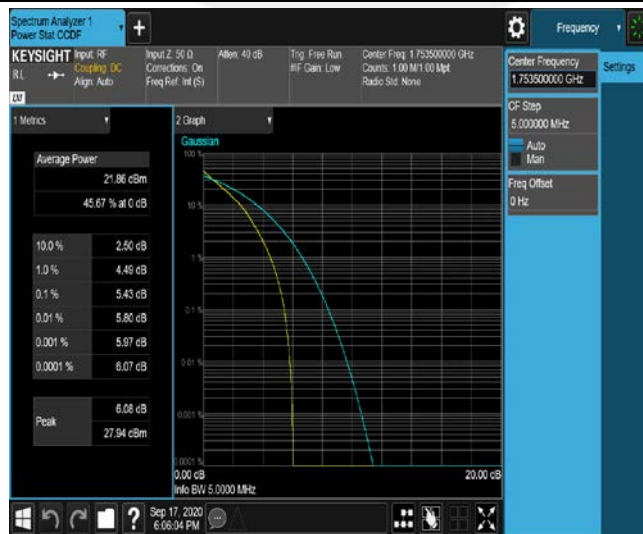 Spectrum Analyzer 1
Power Stat CCDF
+
Frequency
KEYSIGHT
RL
LXI
Input: RF
Coupling: DC
Align: Auto
Input Z: 50 Ω
Corrections: On
Freq Ref: Int (S)
Atten: 40 dB
Trig: Free Run
#IF Gain: Low
Center Freq: 1.753500000 GHz
Counts: 1.00 M/1.00 Mpt
Radio Std: None
Center Frequency
1.753500000 GHz
Settings
CF Step
5.000000 MHz
Auto
Man
Freq Offset
0 Hz
1 Metrics
Average Power
21.86 dBm
45.67 % at 0 dB
10.0 % 2.50 dB
1.0 % 4.49 dB
0.1 % 5.43 dB
0.01 % 5.80 dB
0.001 % 5.97 dB
0.0001 % 6.07 dB
Peak
6.08 dB
27.94 dBm
2 Graph
Gaussian
100 %
10 %
1 %
0.1 %
0.01 %
0.001 %
0.0001 %
0.00 dB
20.00 dB
Info BW 5.0000 MHz
?
Sep 17, 2020
6:06:04 PM